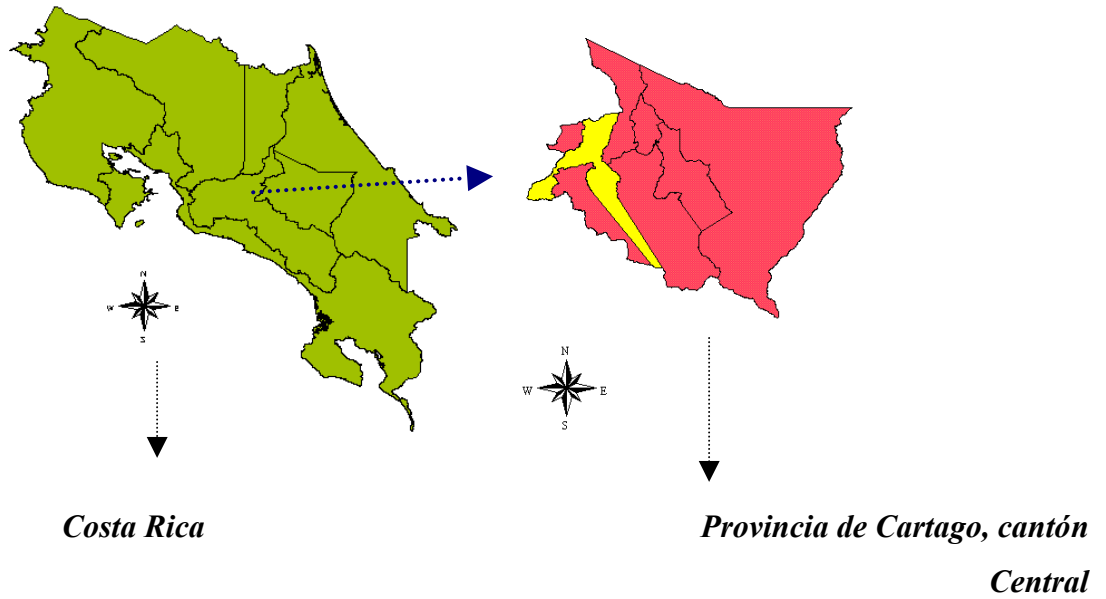 N
W E
S
N
W E
S
Costa Rica
Provincia de Cartago, cantón
Central